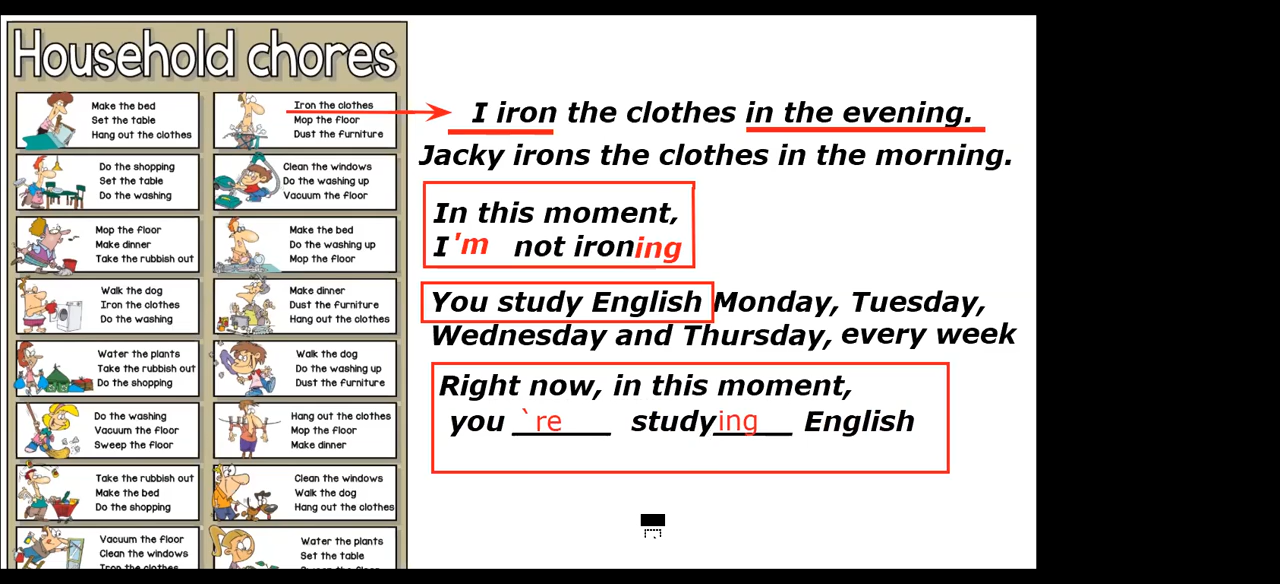 Household chores
Make the bed
Set the table
Hang out the clothes
Iron the clothes
Mop the floor
Dust the furniture
Do the shopping
Set the table
Do the washing
Clean the windows
Do the washing up
Vacuum the floor
Mop the floor
Make dinner
Take the rubbish out
Make the bed
Do the washing up
Mop the floor
Walk the dog
Iron the clothes
Do the washing
Make dinner
Dust the furniture
Hang out the clothes
Water the plants
Take the rubbish out
Do the shopping
Walk the dog
Do the washing up
Dust the furniture
Do the washing
Vacuum the floor
Sweep the floor
Hang out the clothes
Mop the floor
Make dinner
Take the rubbish out
Make the bed
Do the shopping
Clean the windows
Walk the dog
Hang out the clothes
Vacuum the floor
Clean the windows
Iron the clothes
Water the plants
Set the table
I iron the clothes in the evening.
Jacky irons the clothes in the morning.
In this moment,
I'm not ironing
You study English Monday, Tuesday,
Wednesday and Thursday, every week
Right now, in this moment,
you `re studying English